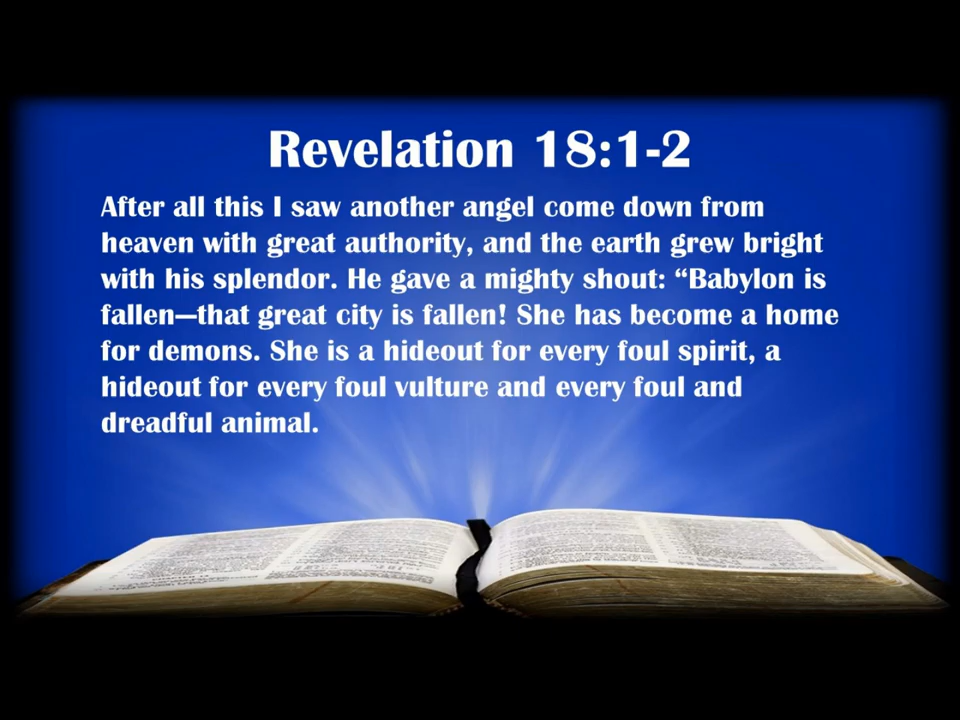 Revelation 18:1-2
After all this I saw another angel come down from
heaven with great authority, and the earth grew bright
with his splendor. He gave a mighty shout: “Babylon is
fallen—that great city is fallen! She has become a home
for demons. She is a hideout for every foul spirit, a
hideout for every foul vulture and every foul and
dreadful animal.